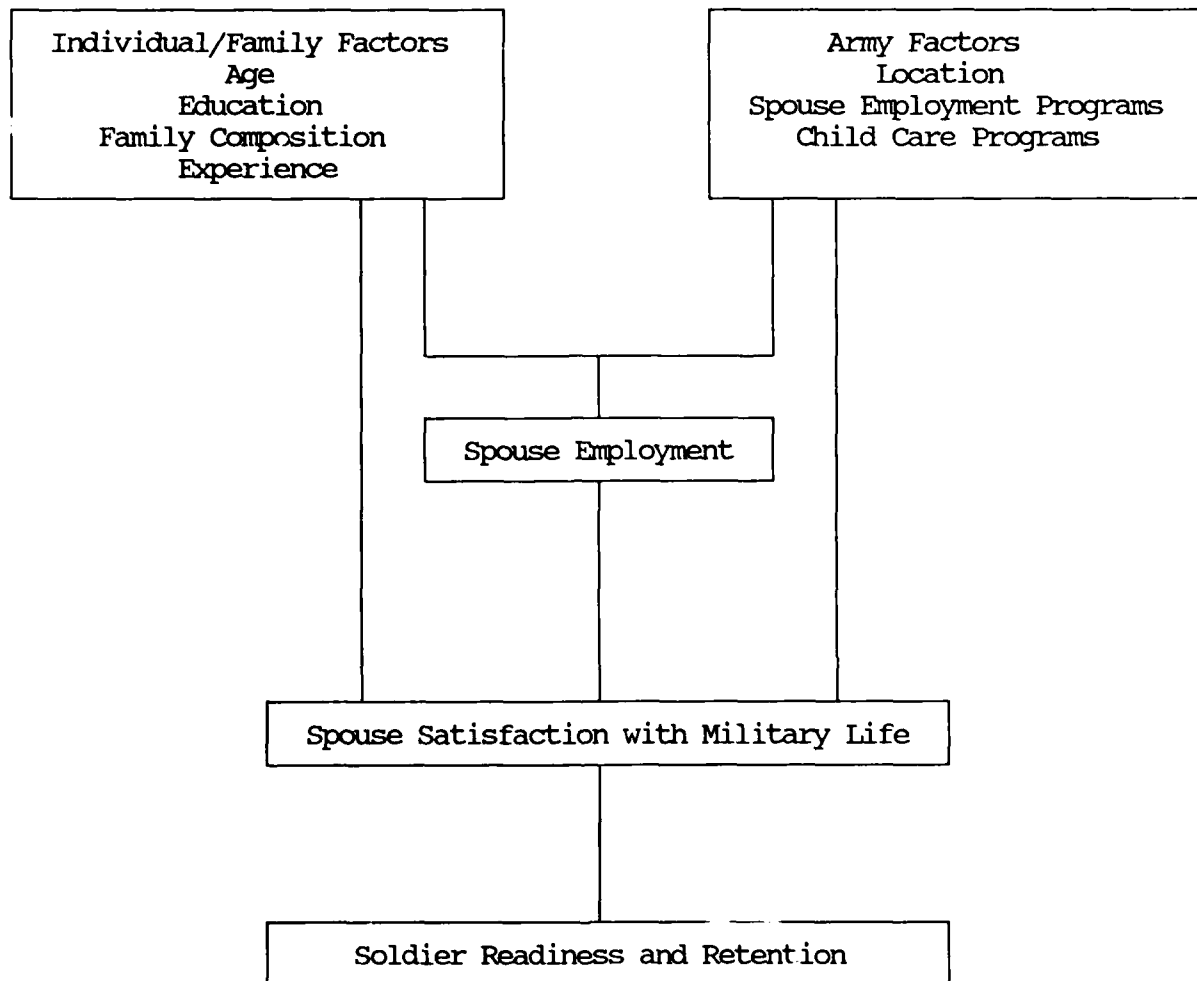 Individual/Family Factors
Age
Education
Family Composition
Experience
Army Factors
Location
Spouse Employment Programs
Child Care Programs
Spouse Employment
Spouse Satisfaction with Military Life
Soldier Readiness and Retention